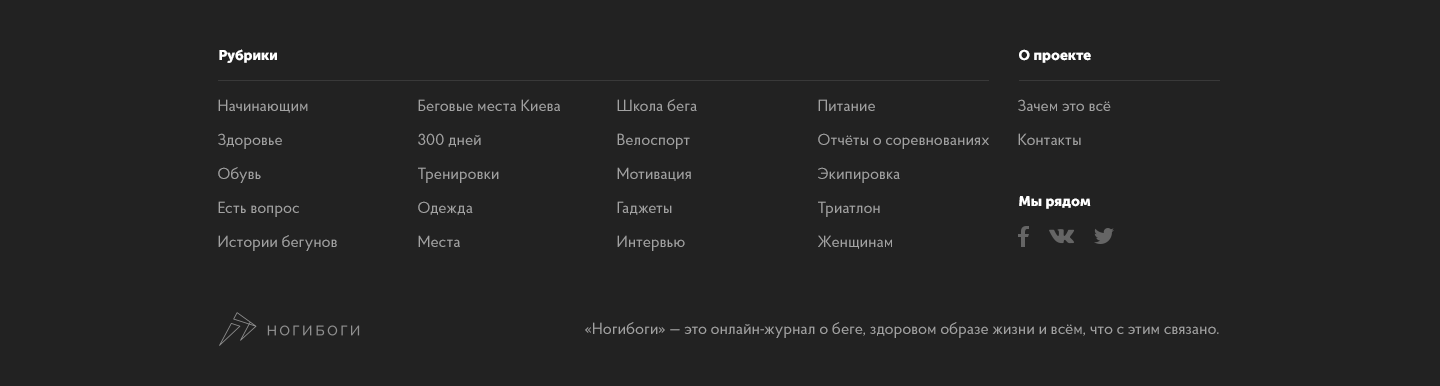 Рубрики
О проекте
Начинающим
Беговые места Киева
Школа бега
Питание
Зачем это всё
Здоровье
300 дней
Велоспорт
Отчёты о соревнованиях
Контакты
Обувь
Тренировки
Мотивация
Экипировка
Есть вопрос
Одежда
Гаджеты
Триатлон
Мы рядом
Истории бегунов
Места
Интервью
Женщинам
НОГИБОГИ
«Ногибоги» — это онлайн-журнал о беге, здоровом образе жизни и всём, что с этим связано.